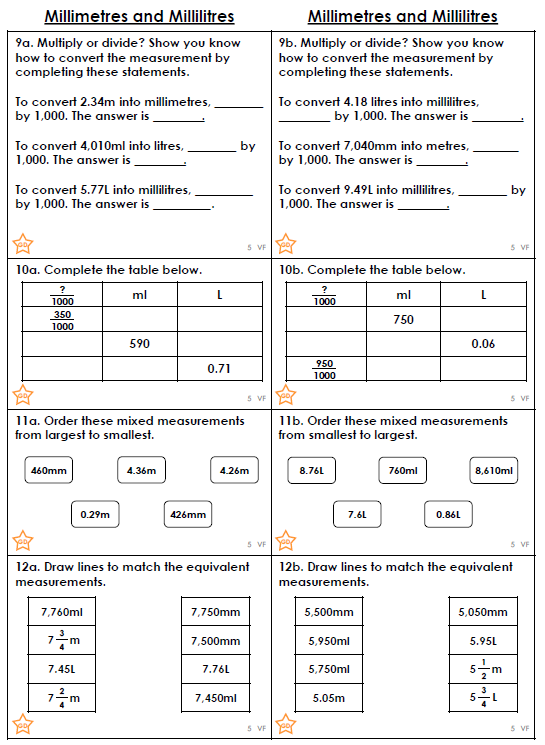 Millimetres and Millilitres
9a. Multiply or divide? Show you know
how to convert the measurement by
completing these statements.
To convert 2.34m into millimetres, ________
by 1,000. The answer is ________.
To convert 4,010ml into litres, ________ by
1,000. The answer is ________.
To convert 5.77L into millilitres, _________
by 1,000. The answer is _________.
GD
5 VF
10a. Complete the table below.
?/1000 ml L
350/1000
590
0.71
GD
5 VF
11a. Order these mixed measurements
from largest to smallest.
460mm 4.36m 4.26m
0.29m 426mm
GD
5 VF
12a. Draw lines to match the equivalent
measurements.
7,760ml 7,750mm
7 3/4 m 7,500mm
7.45L 7.76L
7 2/4 m 7,450ml
GD
5 VF
Millimetres and Millilitres
9b. Multiply or divide? Show you know
how to convert the measurement by
completing these statements.
To convert 4.18 litres into millilitres,
________ by 1,000. The answer is ________.
To convert 7,040mm into metres, _______
by 1,000. The answer is ________.
To convert 9.49L into millilitres, ________ by
1,000. The answer is ________.
GD
5 VF
10b. Complete the table below.
?/1000 ml L
750
0.06
950/1000
GD
5 VF
11b. Order these mixed measurements
from smallest to largest.
8.76L 760ml 8,610ml
7.6L 0.86L
GD
5 VF
12b. Draw lines to match the equivalent
measurements.
5,500mm 5,050mm
5,950ml 5.95L
5,750ml 5 1/2 m
5.05m 5 3/4 L
GD
5 VF